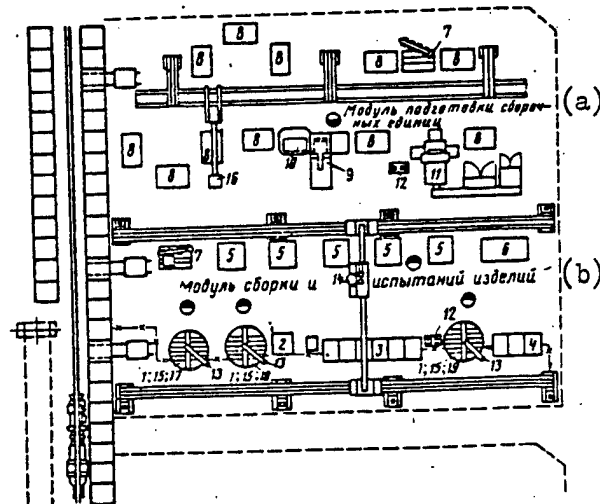 8
8 8 8 7 8
(a)
Модуль подготовки сбороч-
ных единиц
8 8 10 8 8
8 16 9 12 11
7 5 5 5 5 5 6
14
(b)
Модуль сборки и испытаний изделий
12
2 3 4
1;15;17 13 1;15;18 1;15;19 13